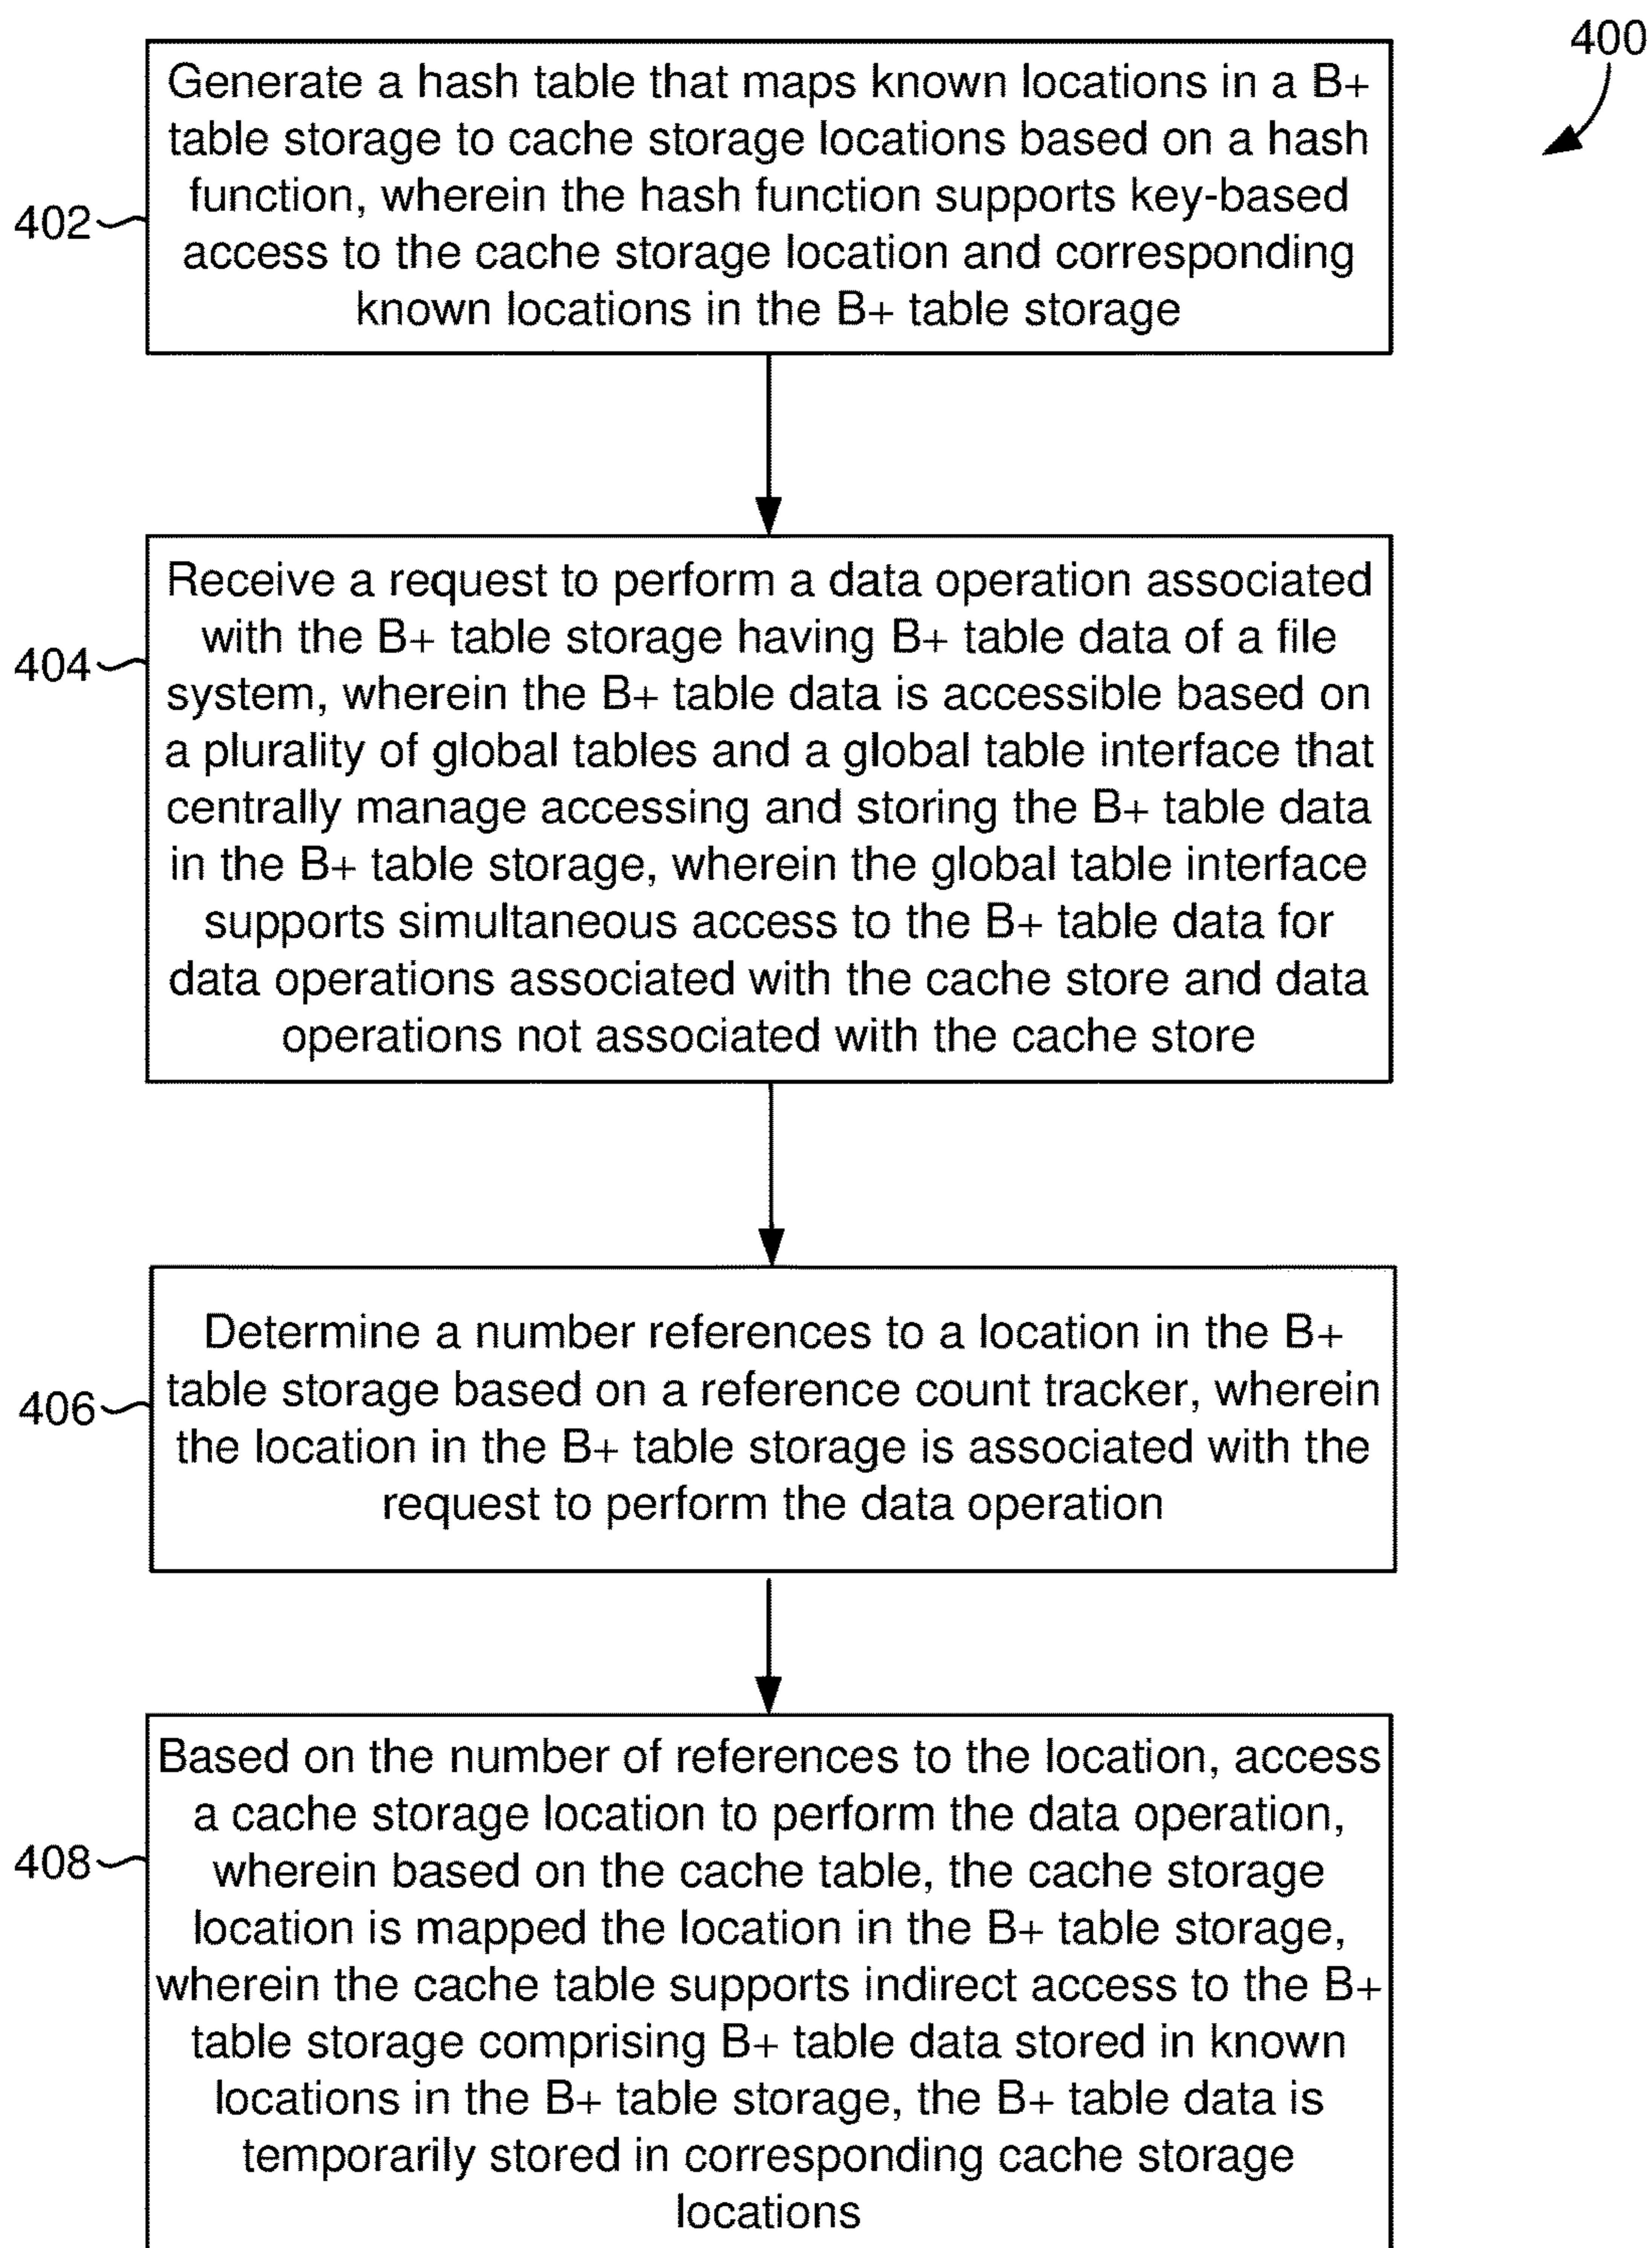 400
Generate a hash table that maps known locations in a B+
table storage to cache storage locations based on a hash
function, wherein the hash function supports key-based
access to the cache storage location and corresponding
known locations in the B+ table storage
402
Receive a request to perform a data operation associated
with the B+ table storage having B+ table data of a file
system, wherein the B+ table data is accessible based on
a plurality of global tables and a global table interface that
centrally manage accessing and storing the B+ table data
in the B+ table storage, wherein the global table interface
supports simultaneous access to the B+ table data for
data operations associated with the cache store and data
operations not associated with the cache store
404
Determine a number references to a location in the B+
table storage based on a reference count tracker, wherein
the location in the B+ table storage is associated with the
request to perform the data operation
406
Based on the number of references to the location, access
a cache storage location to perform the data operation,
wherein based on the cache table, the cache storage
location is mapped the location in the B+ table storage,
wherein the cache table supports indirect access to the B+
table storage comprising B+ table data stored in known
locations in the B+ table storage, the B+ table data is
temporarily stored in corresponding cache storage
locations
408